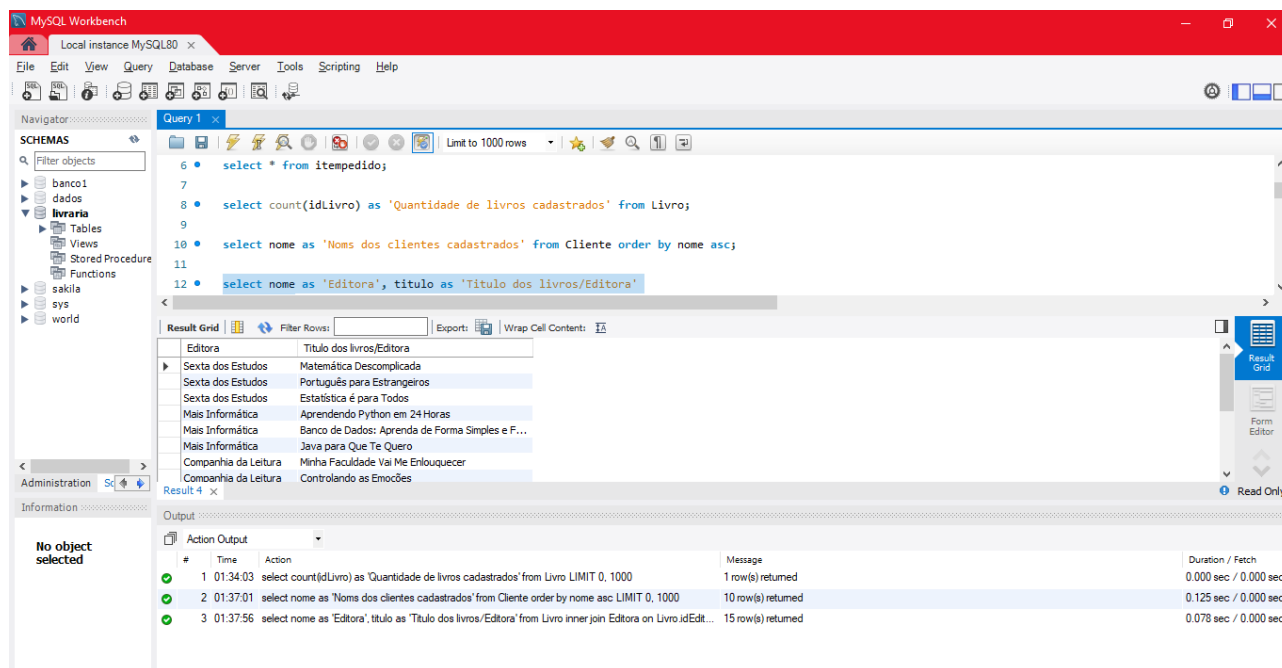 MySQL Workbench
Local instance MySQL80
File Edit View Query Database Server Tools Scripting Help
Navigator
Query 1
SCHEMAS
Limit to 1000 rows
Filter objects
banco1
dados
livraria
Tables
Views
Stored Procedure
Functions
sakila
sys
world
6 select * from itempedido;
7
8 select count(idLivro) as 'Quantidade de livros cadastrados' from Livro;
9
10 select nome as 'Noms dos clientes cadastrados' from Cliente order by nome asc;
11
12 select nome as 'Editora', titulo as 'Titulo dos livros/Editora'
Result Grid Filter Rows: Export: Wrap Cell Content:
Editora Titulo dos livros/Editora
Sexta dos Estudos Matemática Descomplicada
Sexta dos Estudos Português para Estrangeiros
Sexta dos Estudos Estatística é para Todos
Mais Informática Aprendendo Python em 24 Horas
Mais Informática Banco de Dados: Aprenda de Forma Simples e F...
Mais Informática Java para Que Te Quero
Companhia da Leitura Minha Faculdade Vai Me Enlouquecer
Companhia da Leitura Controlando as Emoções
Result Grid
Form Editor
Administration Sc
Result 4
Read Only
Information
Output
No object selected
Action Output
# Time Action Message Duration / Fetch
1 01:34:03 select count(idLivro) as 'Quantidade de livros cadastrados' from Livro LIMIT 0, 1000 1 row(s) returned 0.000 sec / 0.000 sec
2 01:37:01 select nome as 'Noms dos clientes cadastrados' from Cliente order by nome asc LIMIT 0, 1000 10 row(s) returned 0.125 sec / 0.000 sec
3 01:37:56 select nome as 'Editora', titulo as 'Titulo dos livros/Editora' from Livro inner join Editora on Livro.idEdit... 15 row(s) returned 0.078 sec / 0.000 sec